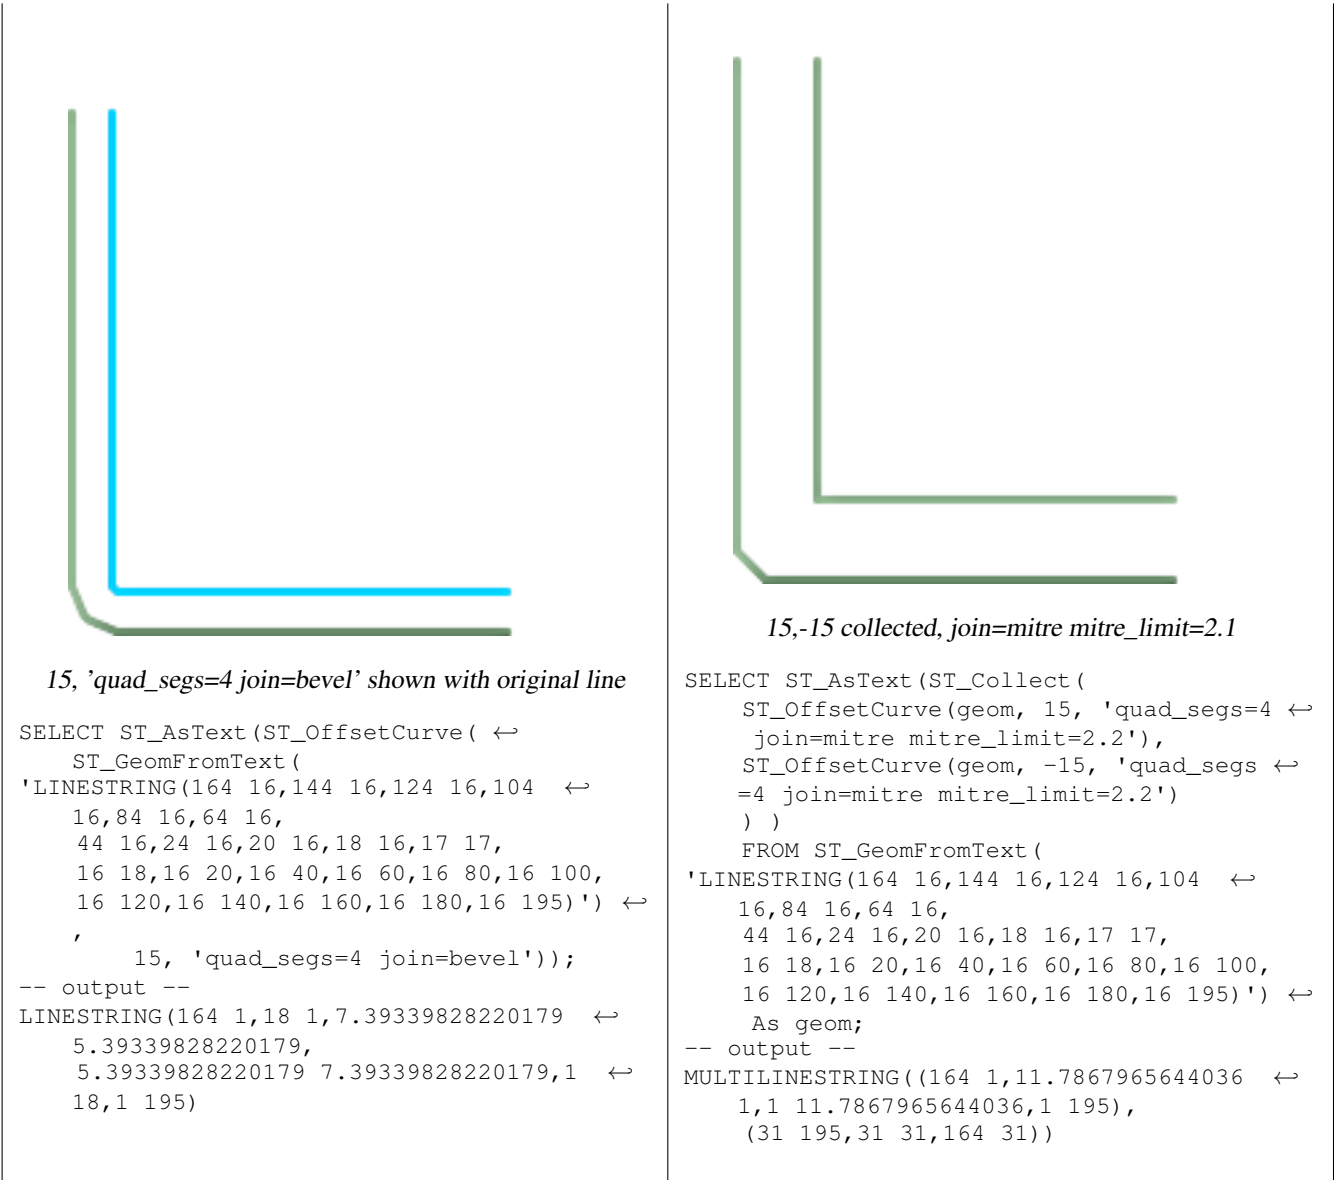 15, ’quad_segs=4 join=bevel’ shown with original line
SELECT ST_AsText(ST_OffsetCurve( ↩
ST_GeomFromText(
'LINESTRING(164 16,144 16,124 16,104 ↩
16,84 16,64 16,
44 16,24 16,20 16,18 16,17 17,
16 18,16 20,16 40,16 60,16 80,16 100,
16 120,16 140,16 160,16 180,16 195)') ↩
,
15, 'quad_segs=4 join=bevel'));
-- output --
LINESTRING(164 1,18 1,7.39339828220179 ↩
5.39339828220179,
5.39339828220179 7.39339828220179,1 ↩
18,1 195)
15,-15 collected, join=mitre mitre_limit=2.1
SELECT ST_AsText(ST_Collect(
ST_OffsetCurve(geom, 15, 'quad_segs=4 ↩
join=mitre mitre_limit=2.2'),
ST_OffsetCurve(geom, -15, 'quad_segs ↩
=4 join=mitre mitre_limit=2.2')
) )
FROM ST_GeomFromText(
'LINESTRING(164 16,144 16,124 16,104 ↩
16,84 16,64 16,
44 16,24 16,20 16,18 16,17 17,
16 18,16 20,16 40,16 60,16 80,16 100,
16 120,16 140,16 160,16 180,16 195)') ↩
As geom;
-- output --
MULTILINESTRING((164 1,11.7867965644036 ↩
1,1 11.7867965644036,1 195),
(31 195,31 31,164 31))